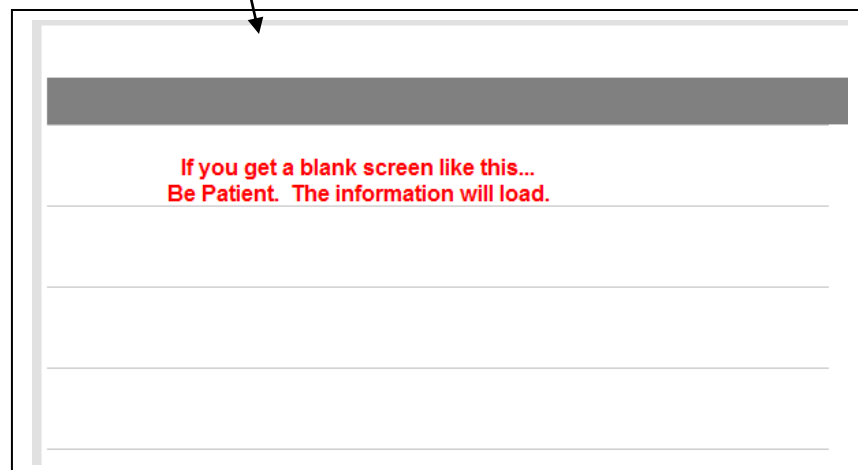 If you get a blank screen like this...
Be Patient.  The information will load.